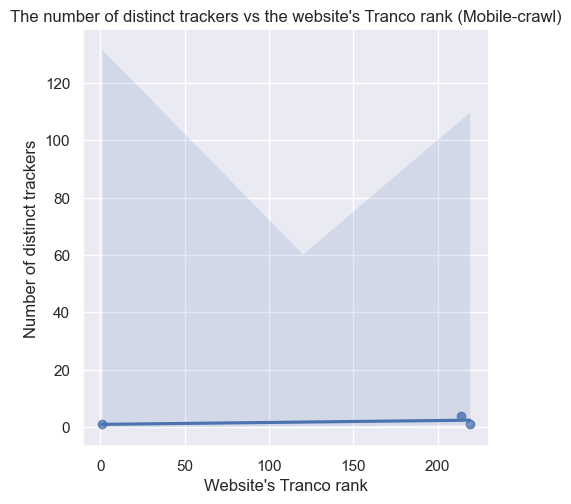 The number of distinct trackers vs the website's Tranco rank (Mobile-crawl)
120
100
80
60
40
20
0
Number of distinct trackers
0 50 100 150 200
Website's Tranco rank